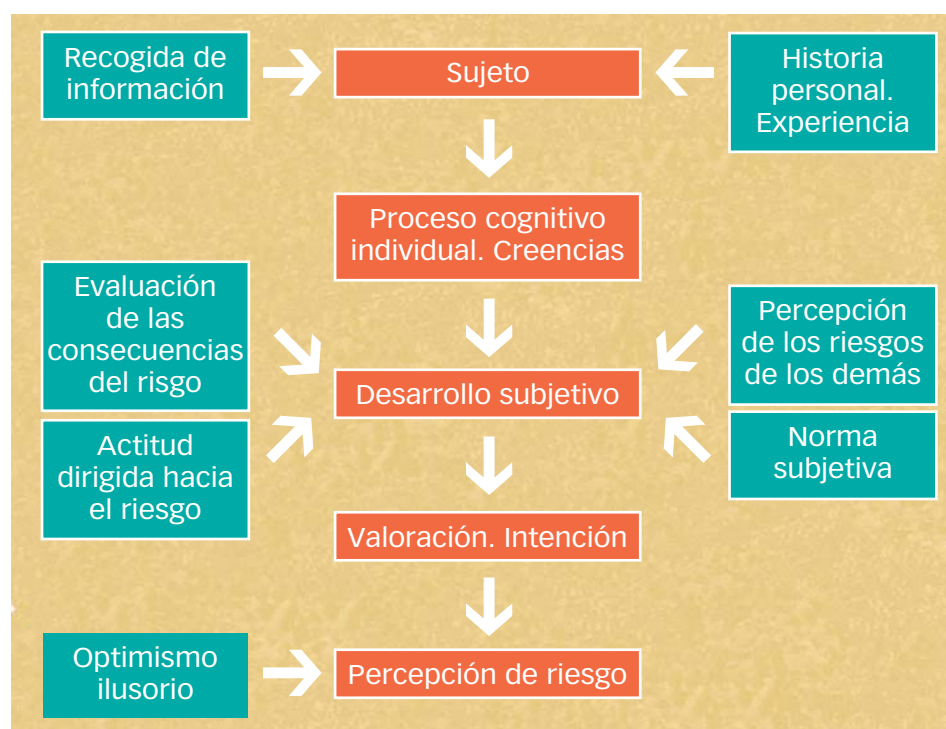 Recogida de
información
Sujeto
Historia
personal.
Experiencia
Proceso cognitivo
individual. Creencias
Evaluación
de las
consecuencias
del risgo
Percepción
de los riesgos
de los demás
Desarrollo subjetivo
Actitud
dirigida hacia
el riesgo
Norma
subjetiva
Valoración. Intención
Optimismo
ilusorio
Percepción de riesgo